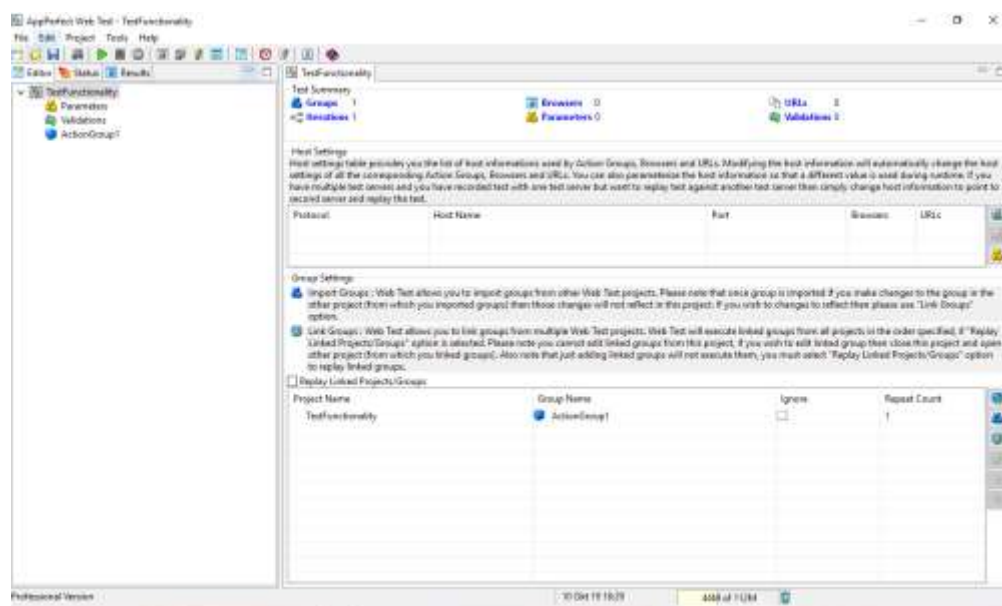 AppPerfect Web Test - TestFunctionality
File Edit Project Tools Help
Editor Status Results
TestFunctionality
Parameters
Validations
ActionGroup1
TestFunctionality
Test Summary
Groups 1 Browsers 0 URLs
Iterations 1 Parameters 0 Validations 0
Host Settings
Host settings table provides you the list of host informations used by Action Groups, Browsers and URLs. Modifying the host information will automatically change the host
settings of all the corresponding Action Groups, Browsers and URLs. You can also parameterize the host information so that a different value is used during runtime. If you
have multiple test servers and you have recorded test with one test server but want to replay test against another test server then simply change host information to point to
second server and replay the test.
Protocol Host Name Port Browsers URLs
Group Settings
Import Groups : Web Test allows you to import groups from other Web Test projects. Please note that once group is imported if you make changes to the group in the
other project (from which you imported groups) then those changes will not reflect in this project. If you wish to changes to reflect then please use "Link Groups"
option.
Link Groups : Web Test allows you to link groups from multiple Web Test projects. Web Test will execute linked groups from all projects in the order specified, if "Replay
Linked Projects/Groups" option is selected. Please note you cannot edit linked groups from this project, if you wish to edit linked group then close this project and open
other project (from which you linked groups). Also note that just adding linked groups will not execute them, you must select "Replay Linked Projects/Groups" option
to replay linked groups.
Replay Linked Projects/Groups
Project Name Group Name Ignore Repeat Count
TestFunctionality ActionGroup1 1
Professional Version